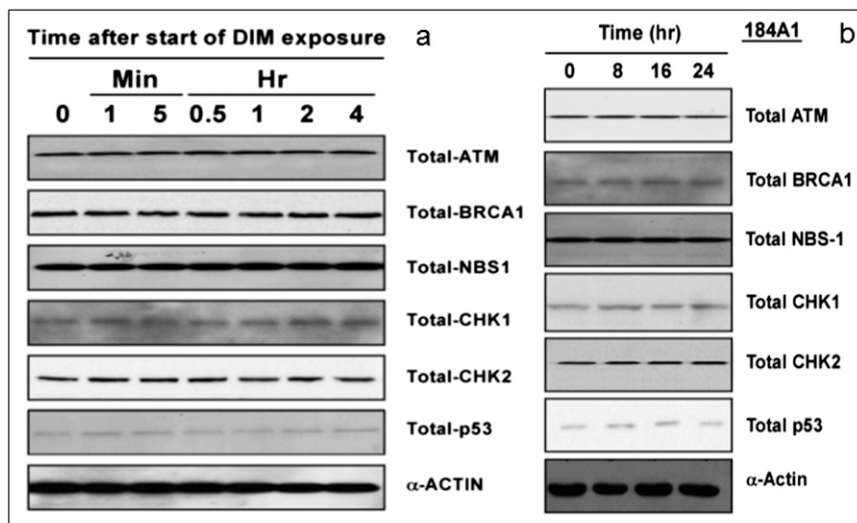 Time after start of DIM exposure a
Min Hr
0 1 5 0.5 1 2 4
Total-ATM
Total-BRCA1
Total-NBS1
Total-CHK1
Total-CHK2
Total-p53
α-ACTIN
Time (hr) 184A1 b
0 8 16 24
Total ATM
Total BRCA1
Total NBS-1
Total CHK1
Total CHK2
Total p53
α-Actin